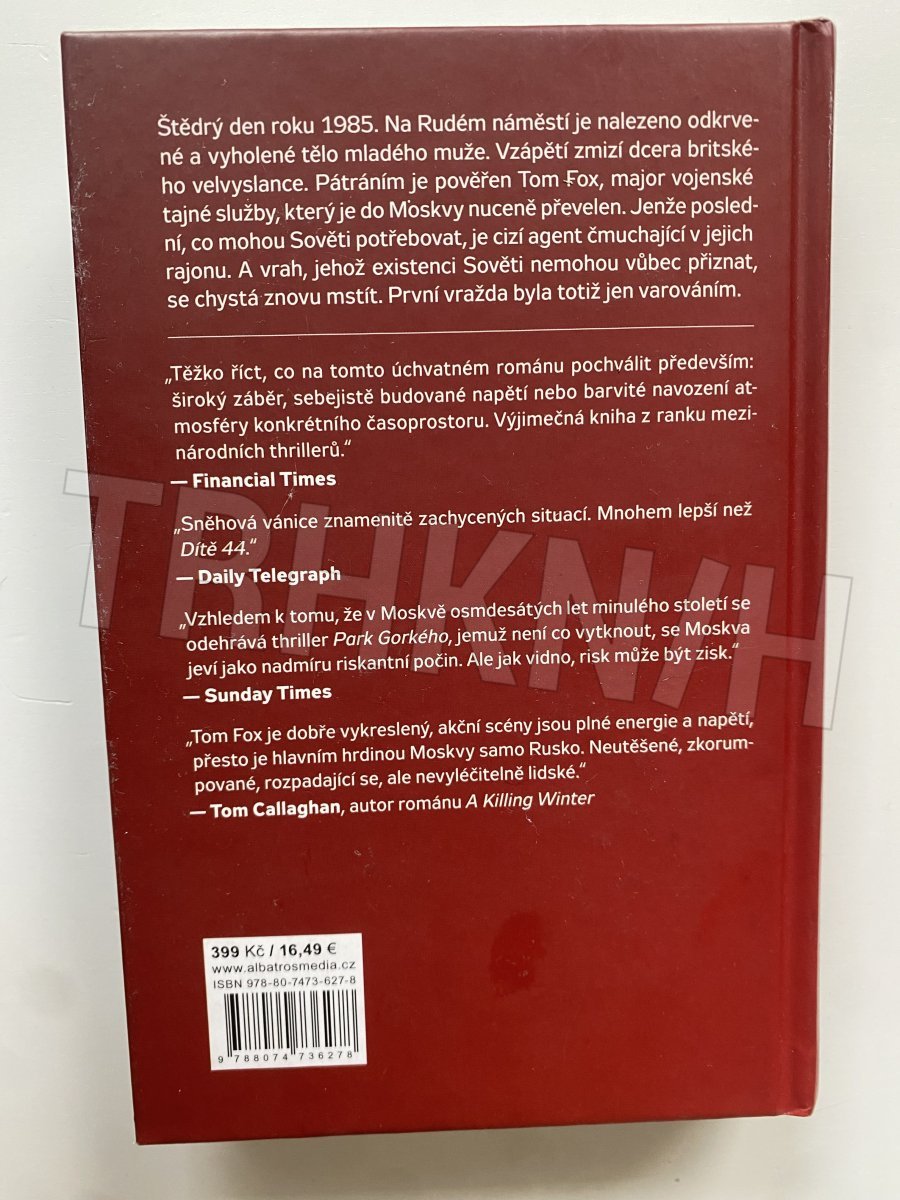 Štědrý den roku 1985. Na Rudém náměstí je nalezeno odkrve-
né a vyholené tělo mladého muže. Vzápětí zmizí dcera britské-
ho velvyslance. Pátráním je pověřen Tom Fox, major vojenské
tajné služby, který je do Moskvy nuceně převelen. Jenže posled-
ní, co mohou Sověti potřebovat, je cizí agent čmuchající v jejich
rajonu. A vrah, jehož existenci Sověti nemohou vůbec přiznat,
se chystá znovu mstít. První vražda byla totiž jen varováním.
„Těžko říct, co na tomto úchvatném románu pochválit především:
široký záběr, sebejistě budované napětí nebo barvité navození at-
mosféry konkrétního časoprostoru. Výjimečná kniha z ranku mezi-
národních thrillerů.“
— Financial Times
„Sněhová vánice znamenitě zachycených situací. Mnohem lepší než
Dítě 44.“
— Daily Telegraph
„Vzhledem k tomu, že v Moskvě osmdesátých let minulého století se
odehrává thriller Park Gorkého, jemuž není co vytknout, se Moskva
jeví jako nadmíru riskantní počin. Ale jak vidno, risk může být zisk.“
— Sunday Times
„Tom Fox je dobře vykreslený, akční scény jsou plné energie a napětí,
přesto je hlavním hrdinou Moskvy samo Rusko. Neutěšené, zkorum-
pované, rozpadající se, ale nevyléčitelně lidské.“
— Tom Callaghan, autor románu A Killing Winter
399 Kč / 16,49 €
www.albatrosmedia.cz
ISBN 978-80-7473-627-8
9 788074 736278
TRHKNIH